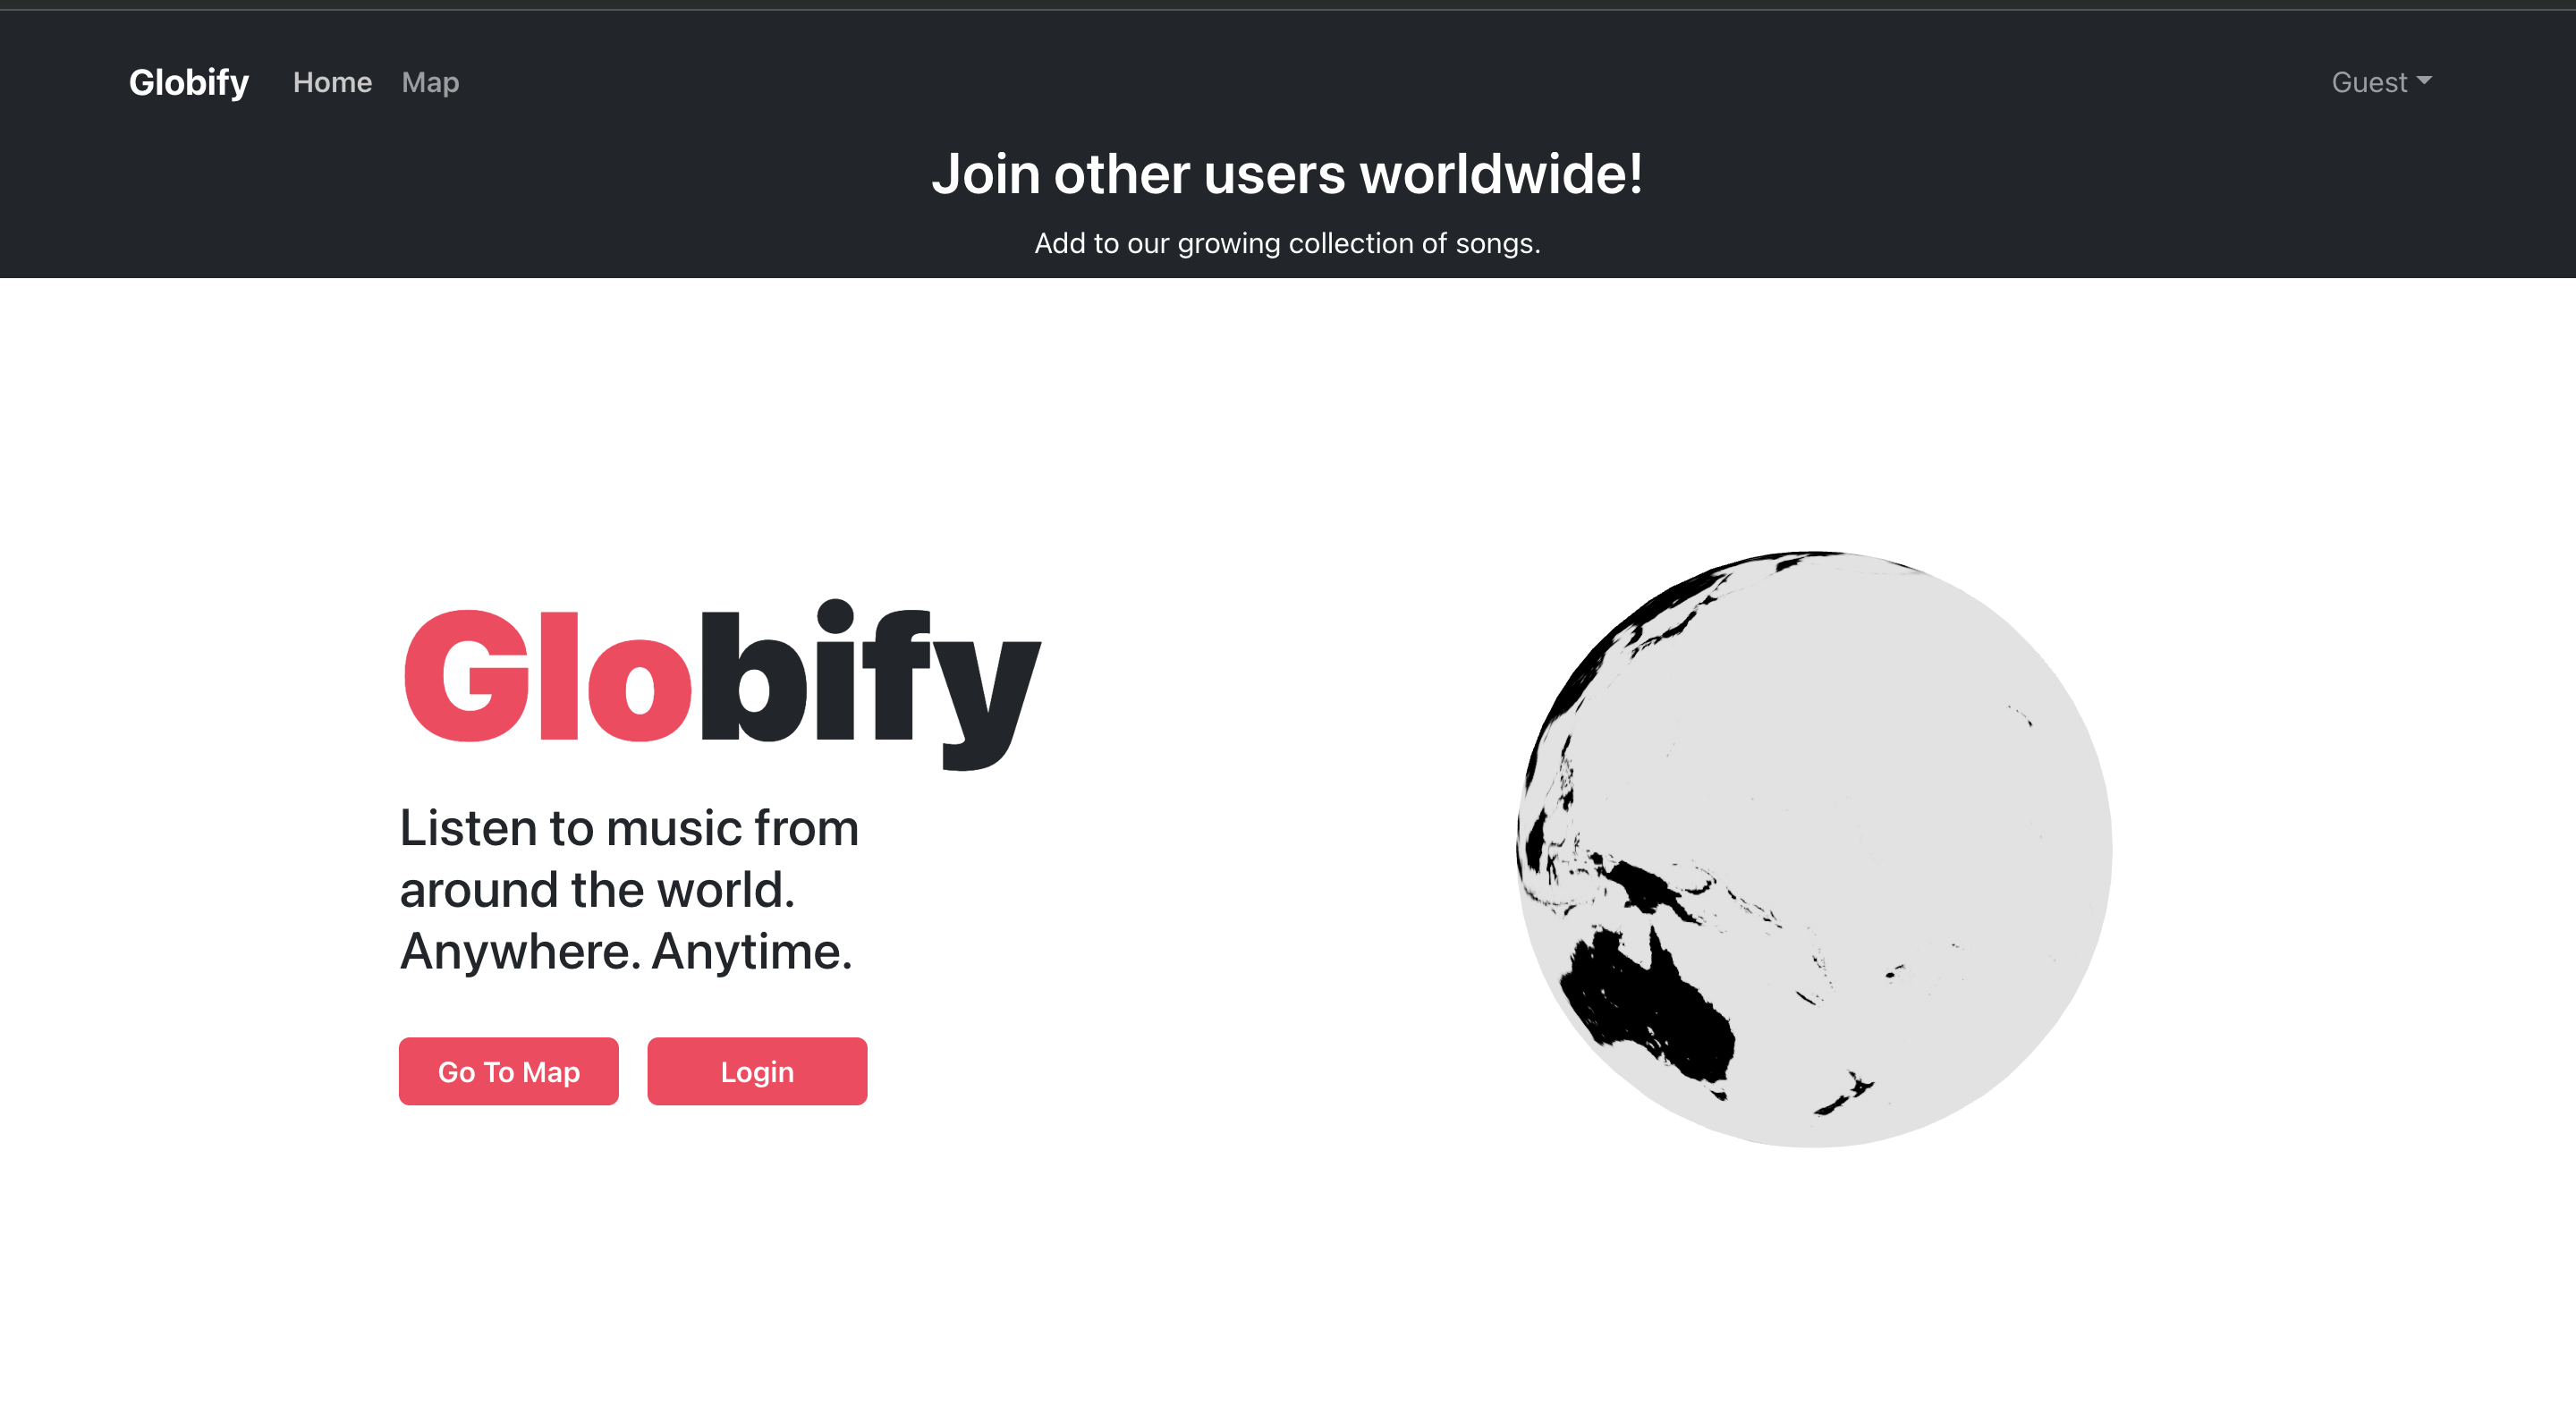 Globify Home Map Guest
Join other users worldwide!
Add to our growing collection of songs.
Globify
Listen to music from
around the world.
Anywhere. Anytime.
Go To Map Login